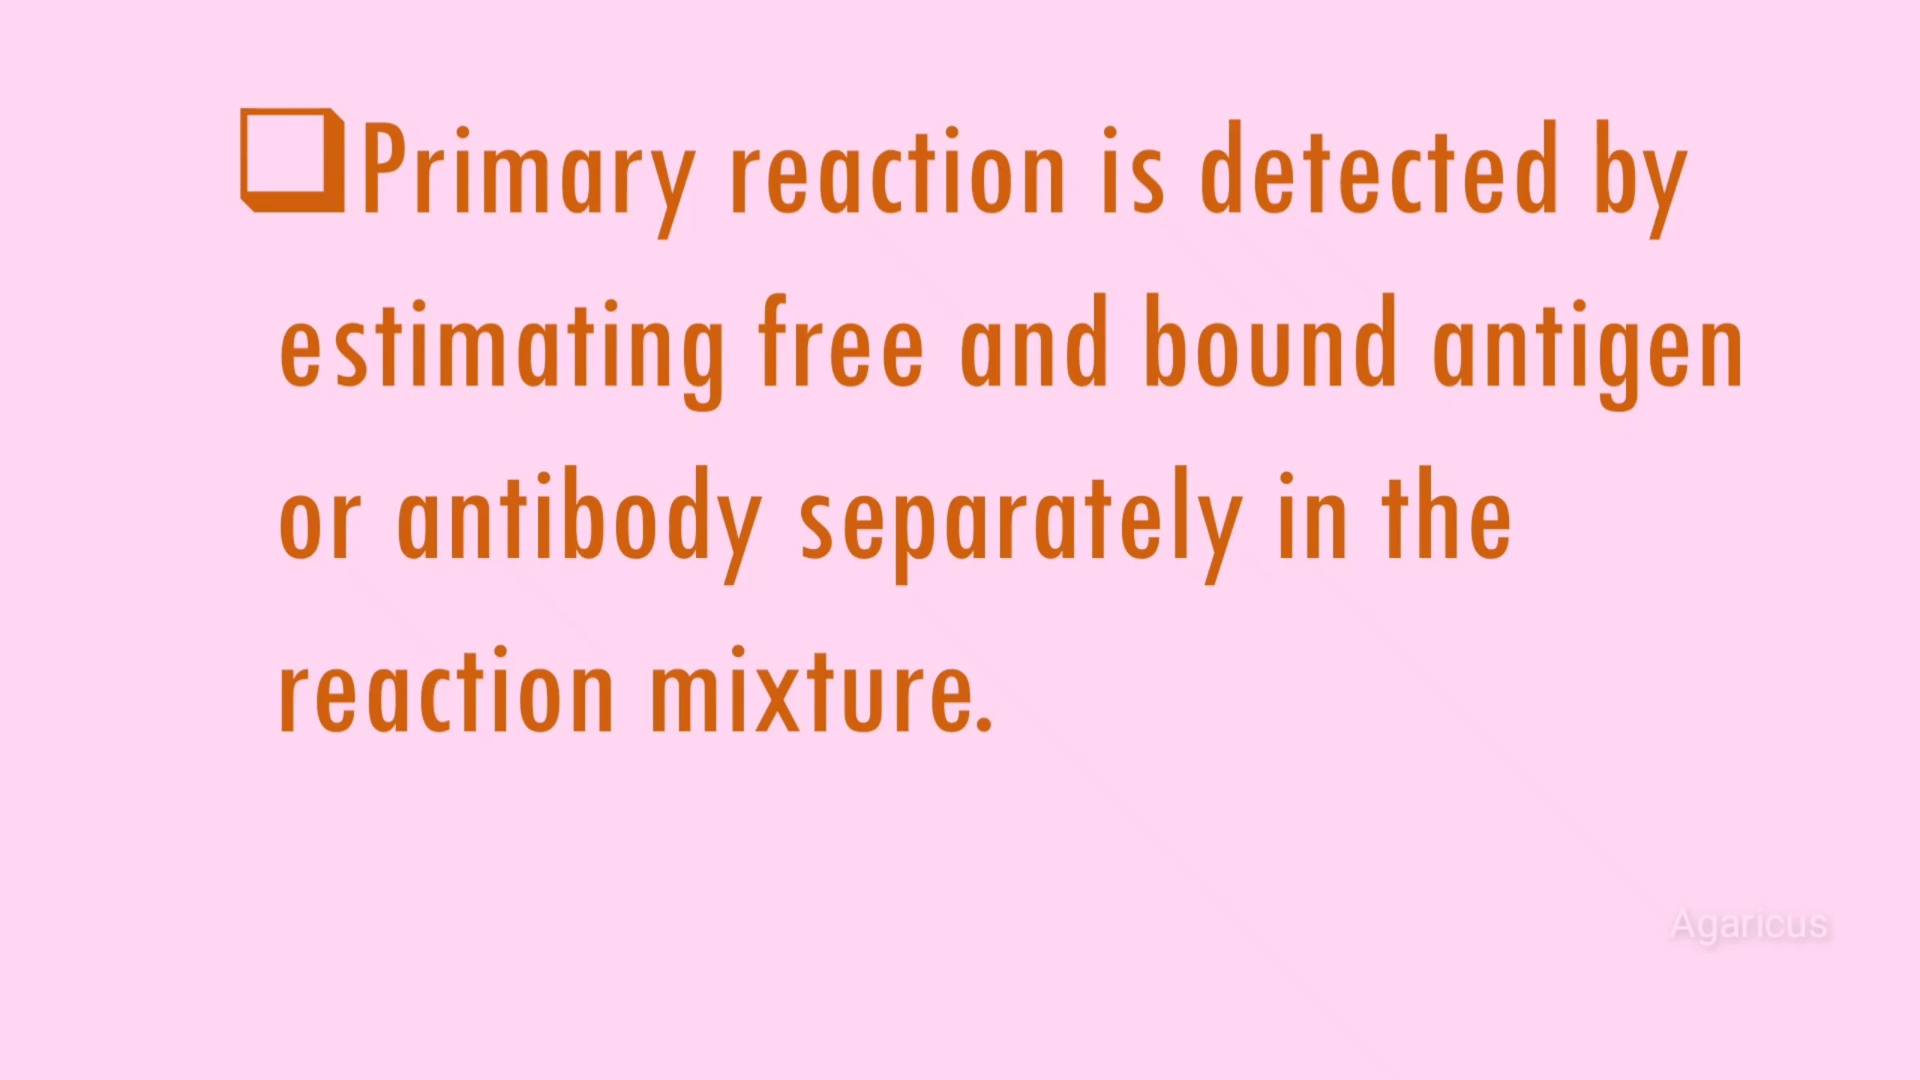 ❑Primary reaction is detected by
estimating free and bound antigen
or antibody separately in the
reaction mixture.
Agaricus